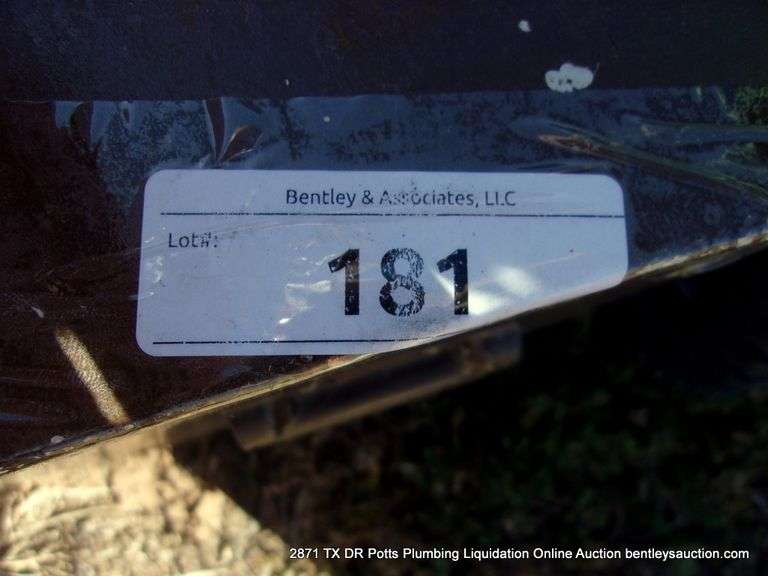 Bentley & Associates, LLC
Lot#:
181
2871 TX DR Potts Plumbing Liquidation Online Auction bentleysauction.com